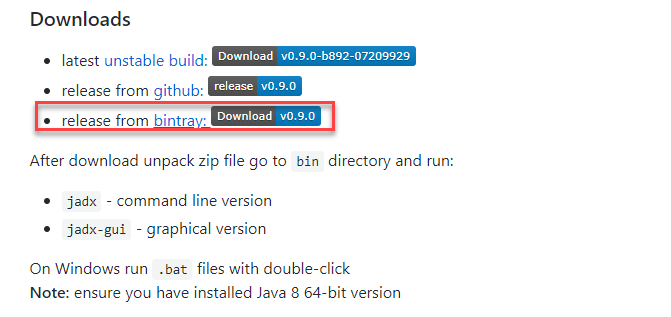 Downloads
• latest unstable build: Download v0.9.0-b892-07209929
• release from github: release v0.9.0
• release from bintray: Download v0.9.0
After download unpack zip file go to bin directory and run:
• jadx - command line version
• jadx-gui - graphical version
On Windows run .bat files with double-click
Note: ensure you have installed Java 8 64-bit version